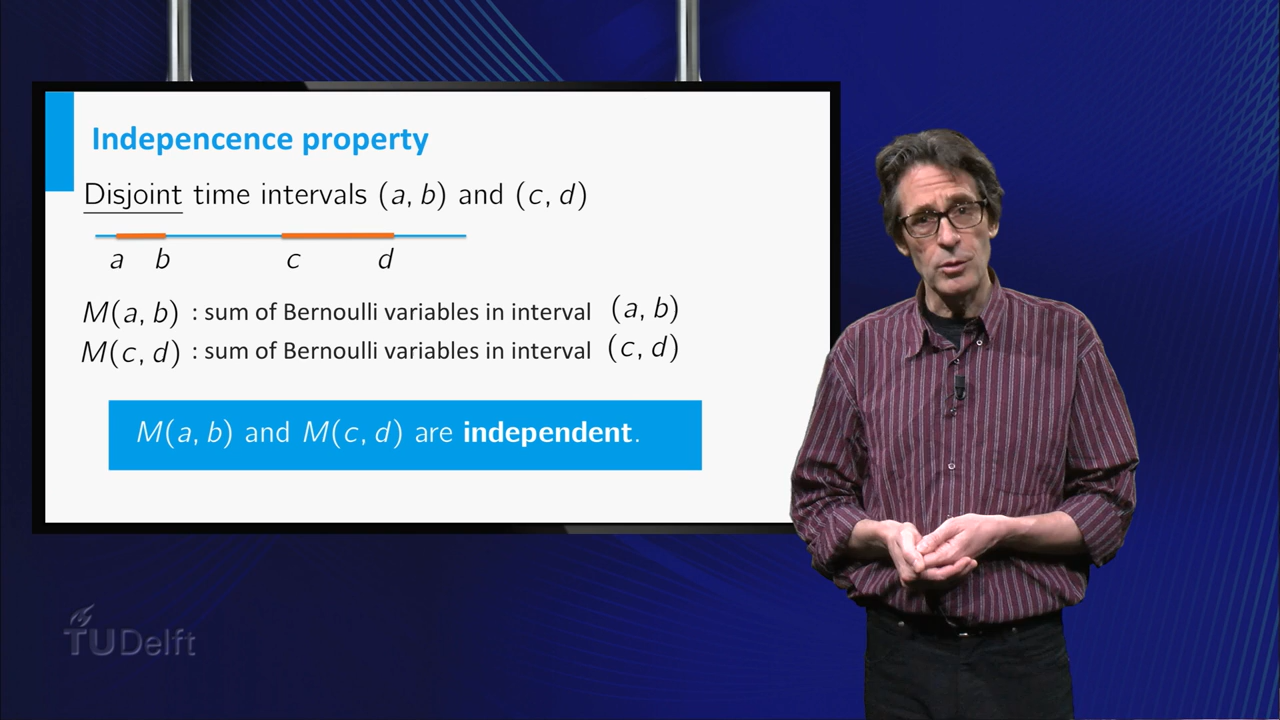 Indepencence property
Disjoint time intervals (a, b) and (c, d)
a b c d
M(a, b) : sum of Bernoulli variables in interval (a, b)
M(c, d) : sum of Bernoulli variables in interval (c, d)
M(a, b) and M(c, d) are independent.
TUDelft